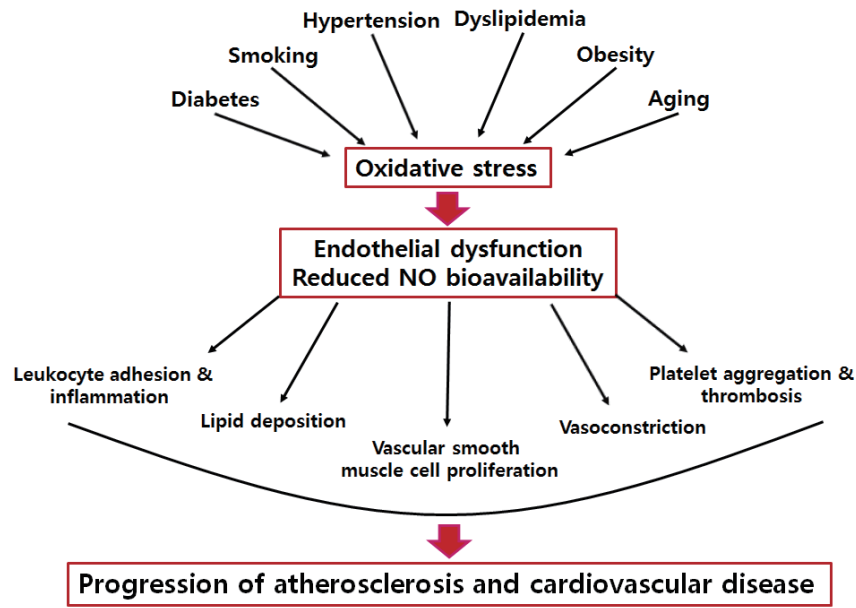 Hypertension
Dyslipidemia
Smoking
Obesity
Diabetes
Aging
Oxidative stress
Endothelial dysfunction
Reduced NO bioavailability
Leukocyte adhesion &
inflammation
Lipid deposition
Vascular smooth
muscle cell proliferation
Vasoconstriction
Platelet aggregation &
thrombosis
Progression of atherosclerosis and cardiovascular disease